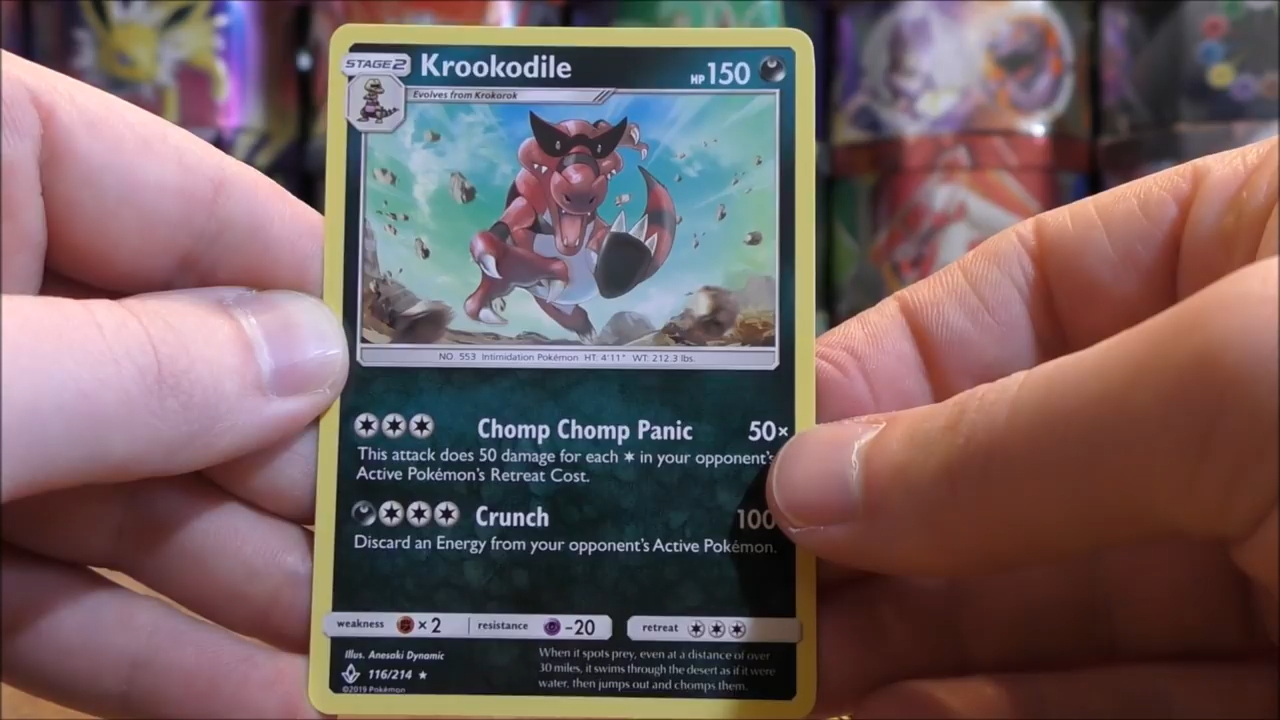 STAGE2 Krookodile HP 150
Evolves from Krokorok
NO. 553 Intimidation Pokémon HT: 4'11" WT: 212.3 lbs.
Chomp Chomp Panic 50×
This attack does 50 damage for each in your opponent's
Active Pokémon's Retreat Cost.
Crunch 100
Discard an Energy from your opponent's Active Pokémon.
weakness ×2 resistance -20 retreat
Illus. Anesaki Dynamic
116/214 ★
©2019 Pokémon
When it spots prey, even at a distance of over
30 miles, it swims through the desert as if it were
water, then jumps out and chomps them.